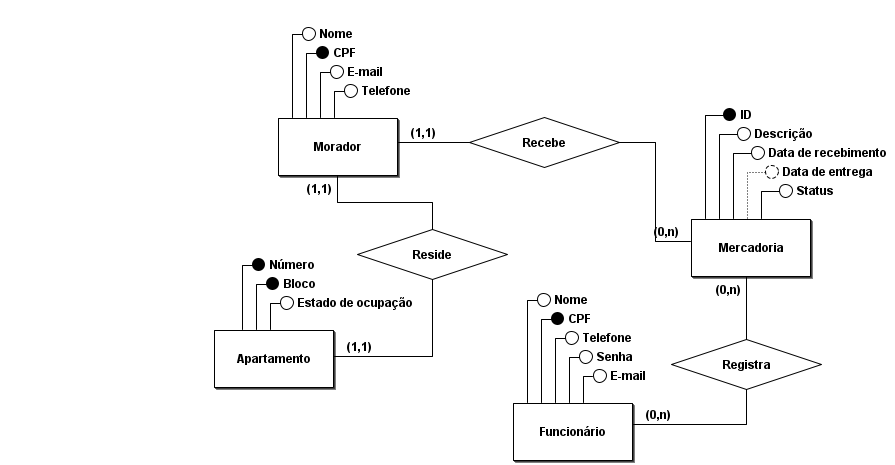 Nome
CPF
E-mail
Telefone
Morador
(1,1)
Recebe
ID
Descrição
Data de recebimento
Data de entrega
Status
(0,n)
Mercadoria
(1,1)
Reside
Número
Bloco
Estado de ocupação
Apartamento
(1,1)
(0,n)
Registra
Nome
CPF
Telefone
Senha
E-mail
Funcionário
(0,n)